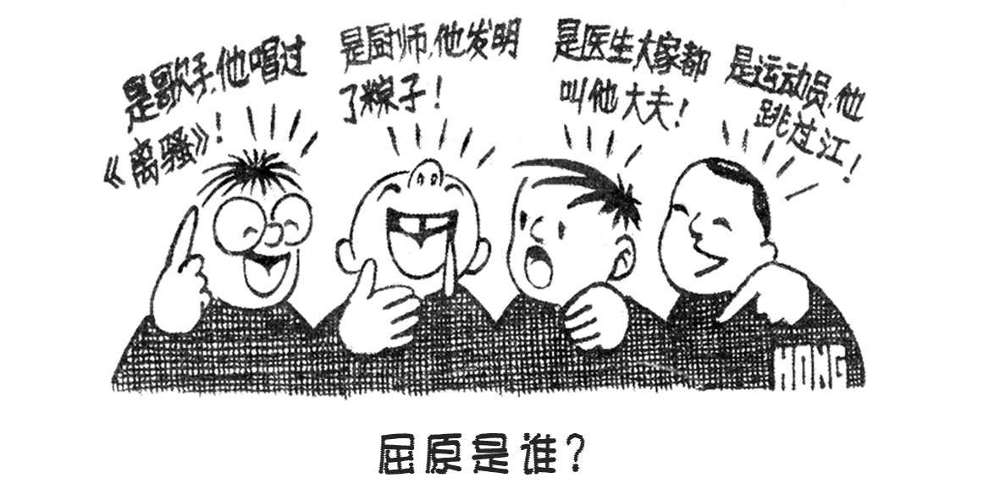 是歌手,他唱过
《离骚》!
是厨师,他发明
了粽子!
是医生大家都
叫他大夫!
是运动员,他
跳过江!
HONG
屈原是谁?